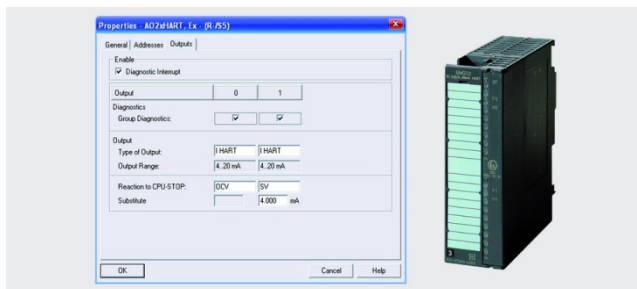 Properties - AO2xHART, Ex - (R-/S5)
General Addresses Outputs
Enable
Diagnostic Interrupt
Output 0 1
Diagnostics
Group Diagnostics:
Output
Type of Output: I HART I HART
Output Range: 4..20 mA 4..20 mA
Reaction to CPU-STOP: OCV SV
Substitute 4.000 mA
OK Cancel Help
SM332
3